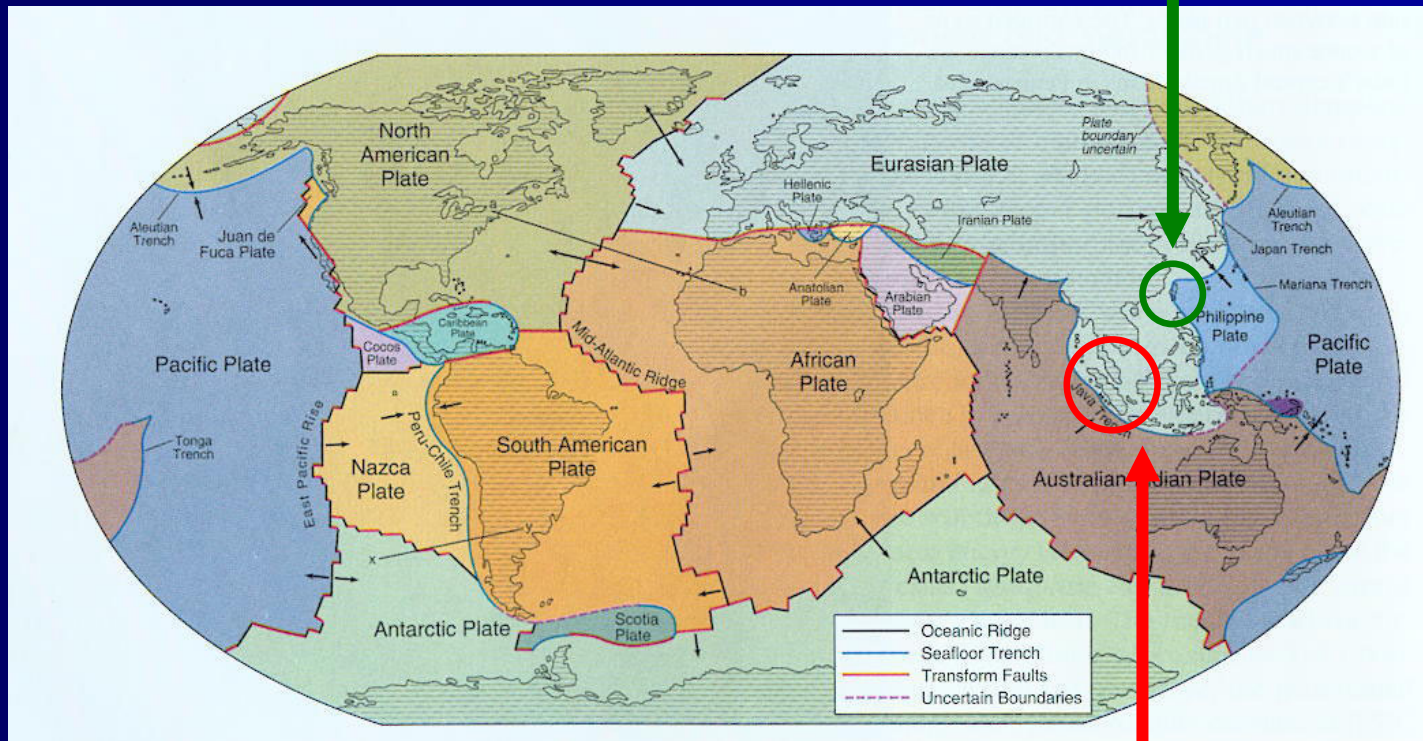 North
American
Plate
Eurasian Plate
Plate
boundary
uncertain
Hellenic
Plate
Iranian Plate
Aleutian
Trench
Juan de
Fuca Plate
Aleutian
Trench
Japan Trench
Mariana Trench
a
b
Anatolian
Plate
Arabian
Plate
Philippine
Plate
Caribbean
Plate
Cocos
Plate
Mid-Atlantic Ridge
Pacific Plate
African
Plate
Pacific
Plate
Java Trench
Tonga
Trench
East Pacific Rise
Nazca
Plate
Peru-Chile Trench
South American
Plate
Australian Indian Plate
x
y
Antarctic Plate
Antarctic Plate
Scotia
Plate
Oceanic Ridge
Seafloor Trench
Transform Faults
Uncertain Boundaries